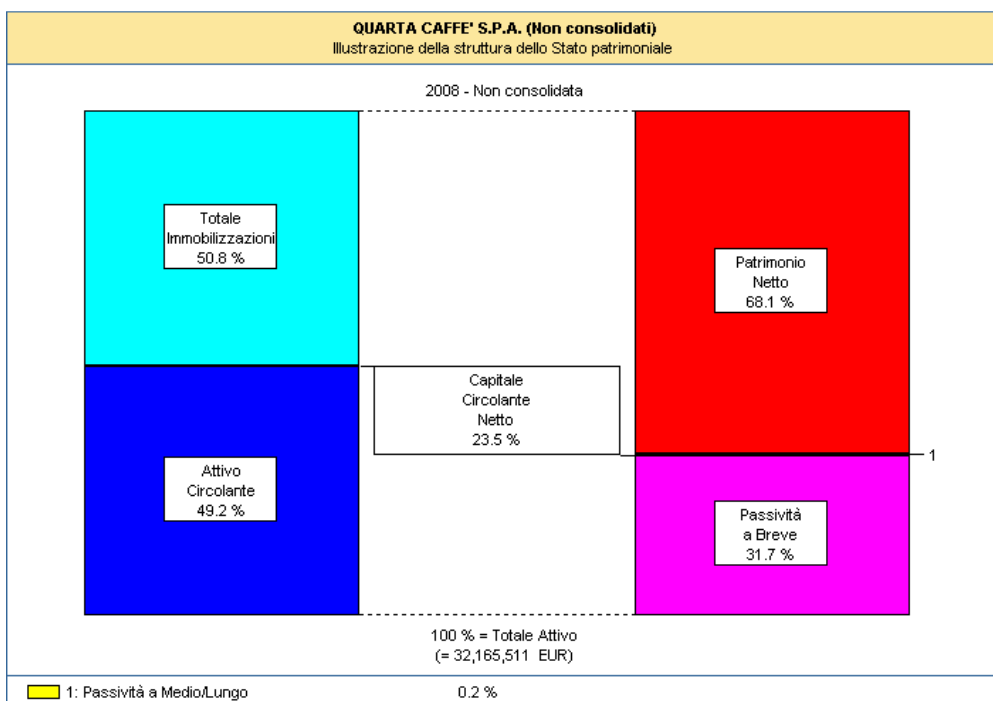 QUARTA CAFFE' S.P.A. (Non consolidati)
Illustrazione della struttura dello Stato patrimoniale
2008 - Non consolidata
Totale
Immobilizzazioni
50.8 %
Patrimonio
Netto
68.1 %
Capitale
Circolante
Netto
23.5 %
1
Attivo
Circolante
49.2 %
Passività
a Breve
31.7 %
100 % = Totale Attivo
(= 32,165,511 EUR)
1: Passività a Medio/Lungo 0.2 %